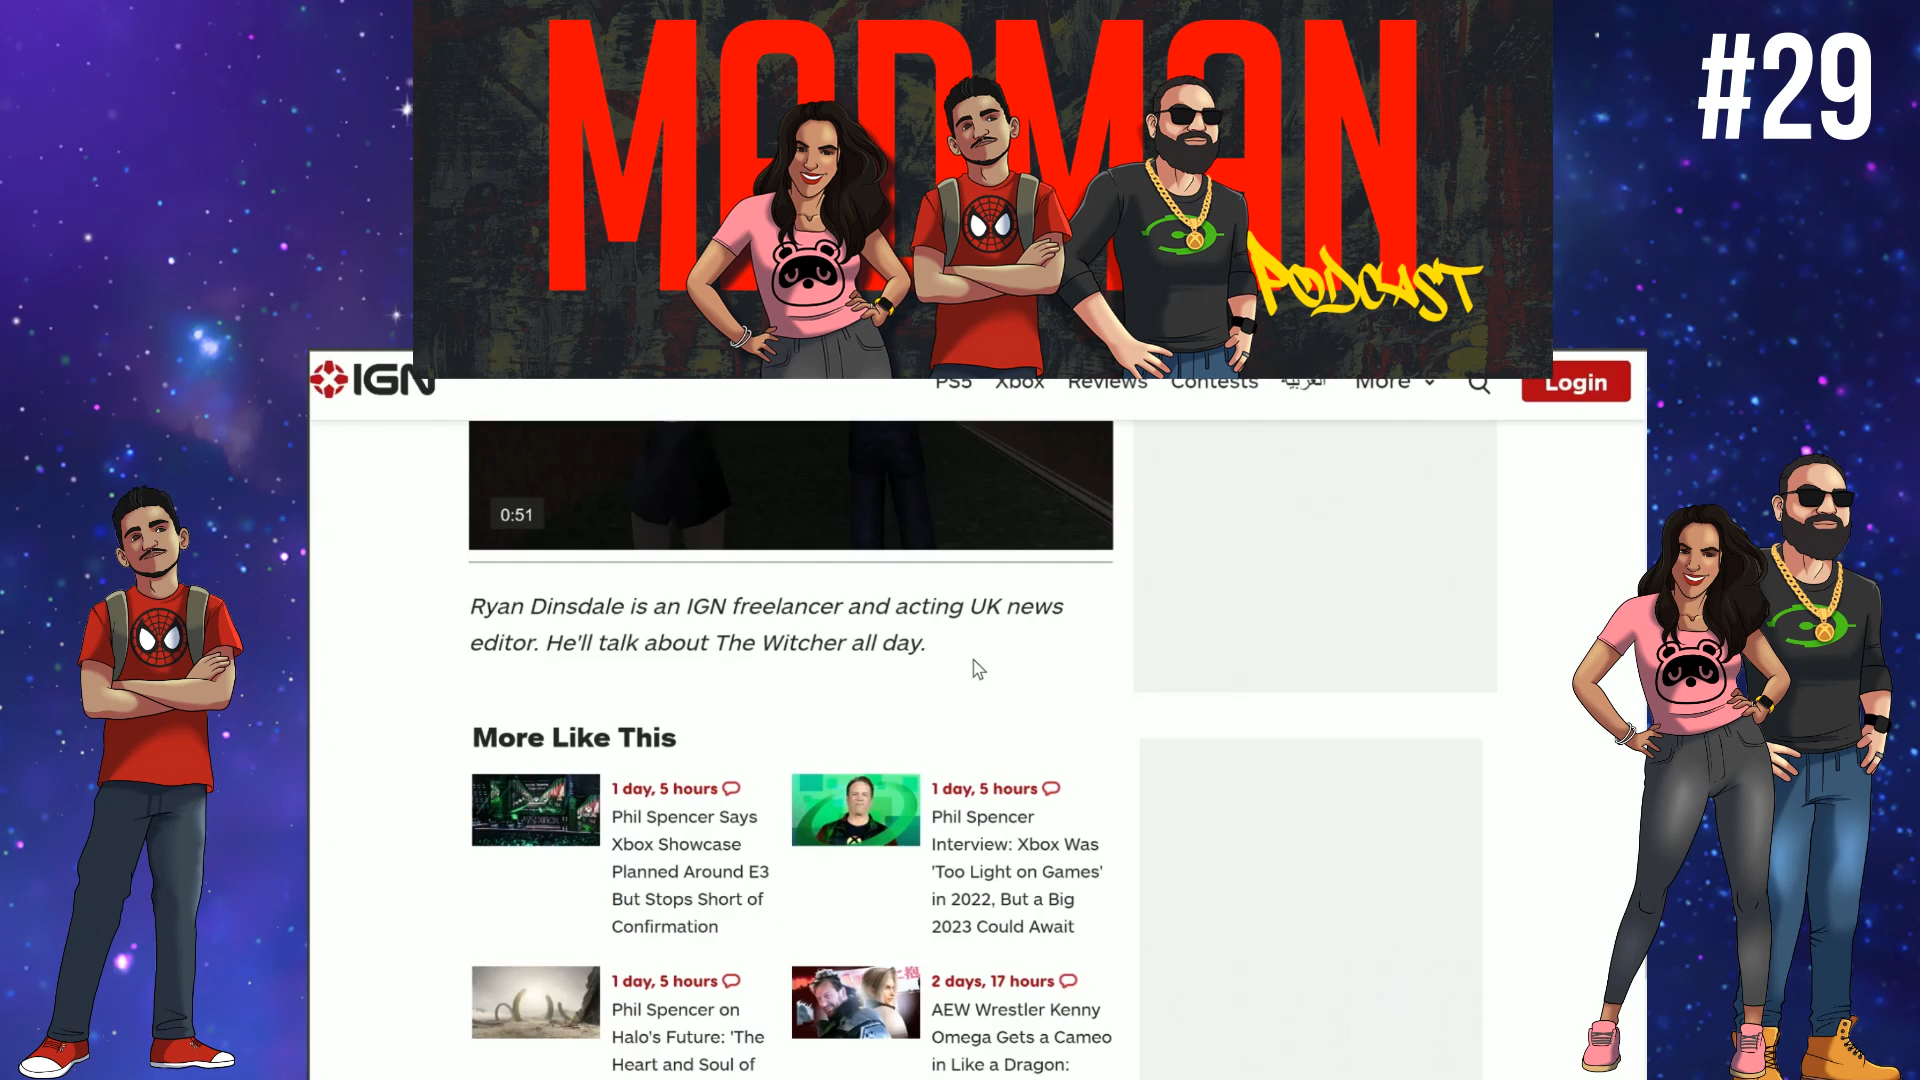 MADMAN
PODCAST
#29
IGN
PS5 Xbox Reviews Contests العربية More
Login
0:51
Ryan Dinsdale is an IGN freelancer and acting UK news
editor. He'll talk about The Witcher all day.
More Like This
1 day, 5 hours
Phil Spencer Says
Xbox Showcase
Planned Around E3
But Stops Short of
Confirmation
1 day, 5 hours
Phil Spencer
Interview: Xbox Was
'Too Light on Games'
in 2022, But a Big
2023 Could Await
1 day, 5 hours
Phil Spencer on
Halo's Future: 'The
Heart and Soul of
2 days, 17 hours
AEW Wrestler Kenny
Omega Gets a Cameo
in Like a Dragon: